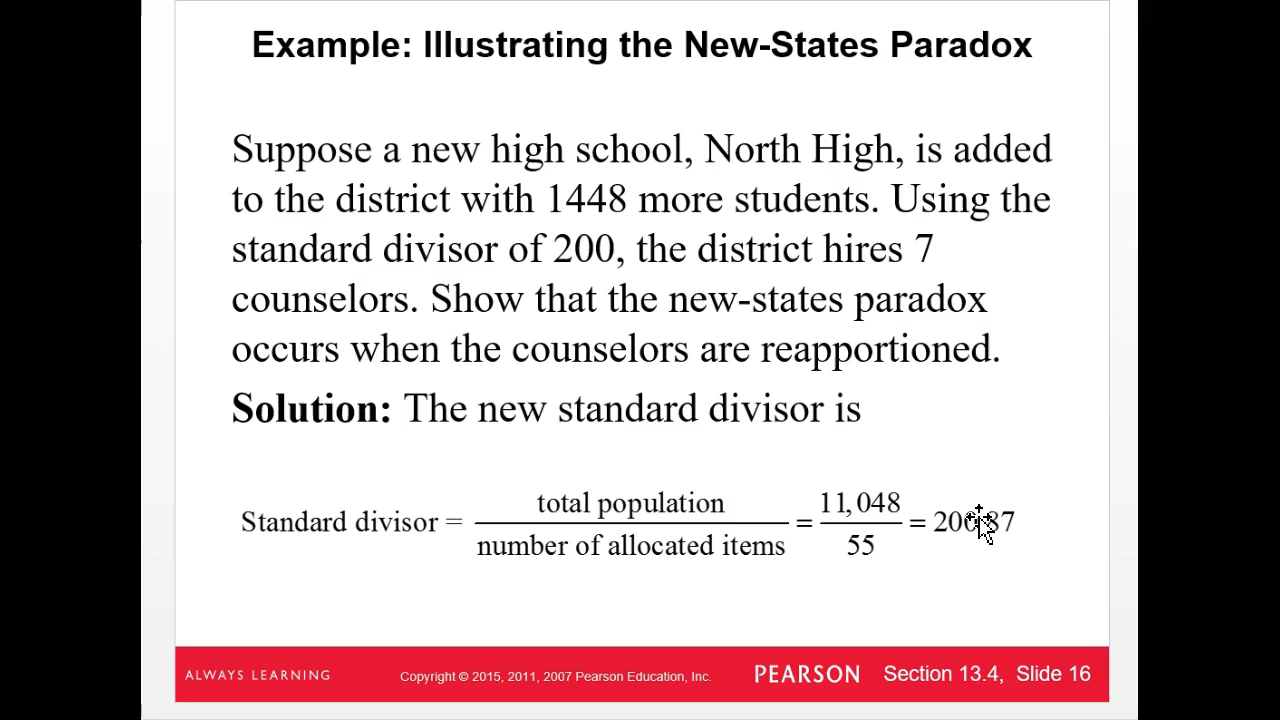 Example: Illustrating the New-States Paradox
Suppose a new high school, North High, is added
to the district with 1448 more students. Using the
standard divisor of 200, the district hires 7
counselors. Show that the new-states paradox
occurs when the counselors are reapportioned.
Solution: The new standard divisor is
total population
Standard divisor =
number of allocated items
=
11,048
55
=
ALWAYS LEARNING
Copyright © 2015, 2011, 2007 Pearson Education, Inc.
PEARSON
Section 13.4, Slide 16